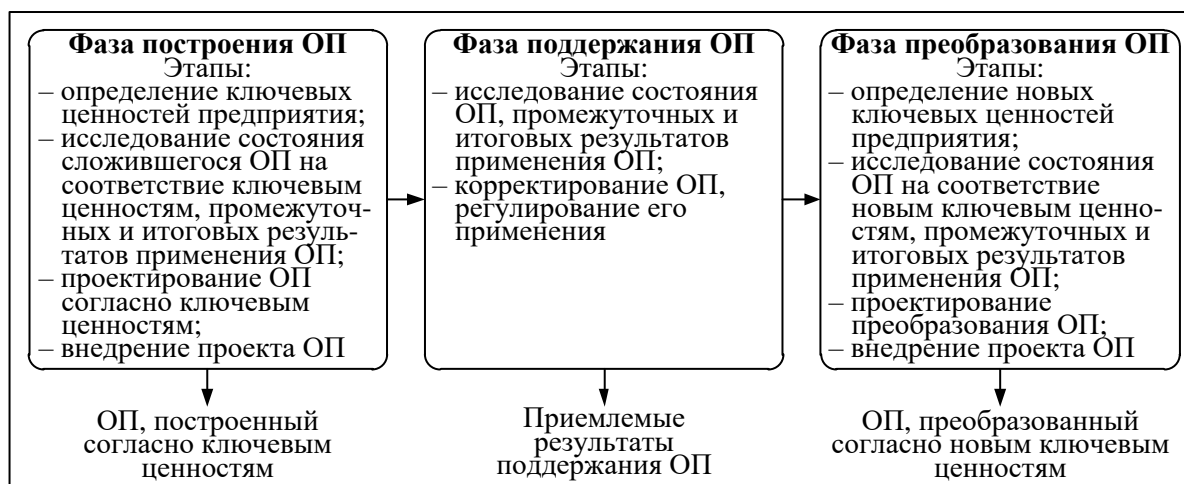 Фаза построения ОП
Этапы:
– определение ключевых
ценностей предприятия;
– исследование состояния
сложившегося ОП на
соответствие ключевым
ценностям, промежуточ-
ных и итоговых резуль-
татов применения ОП;
– проектирование ОП
согласно ключевым
ценностям;
– внедрение проекта ОП
Фаза поддержания ОП
Этапы:
– исследование состояния
ОП, промежуточных и
итоговых результатов
применения ОП;
– корректирование ОП,
регулирование его
применения
Фаза преобразования ОП
Этапы:
– определение новых
ключевых ценностей
предприятия;
– исследование состояния
ОП на соответствие
новым ключевым ценно-
стям, промежуточных и
итоговых результатов
применения ОП;
– проектирование
преобразования ОП;
– внедрение проекта ОП
ОП, построенный
согласно ключевым
ценностям
Приемлемые
результаты
поддержания ОП
ОП, преобразованный
согласно новым ключевым
ценностям